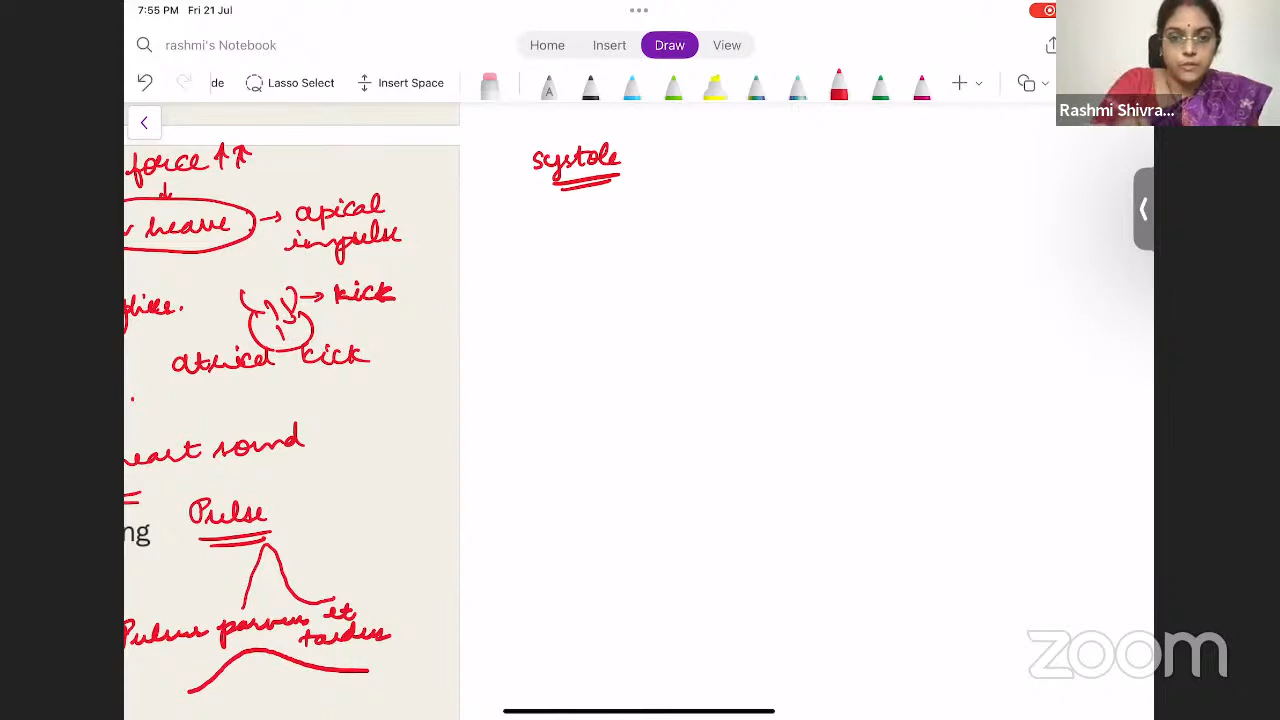 7:55 PM Fri 21 Jul
rashmi's Notebook
Home
Insert
Draw
View
de
Lasso Select
Insert Space
A
Rashmi Shivra...
force ↑↑
↓
heave → apical
impulse
→ kick
atrial kick
heart sound
Pulse
ng
Pulsus parvus et
tardus
systole
zoom